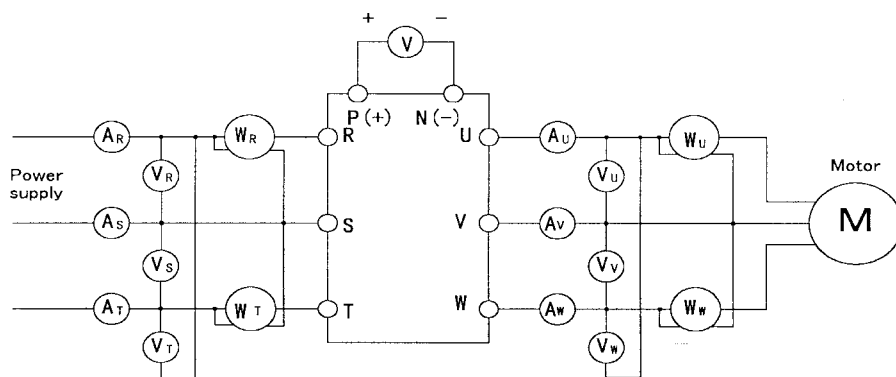 + −
V
P(+) N(−)
AR WR R U AU WU
VR VU
Motor
Power
supply
AS S V AV M
VS VV
AT WT T W AW WW
VT VW